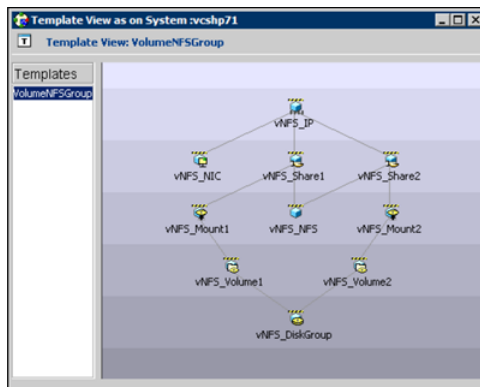 Template View as on System :vcshp71
T Template View: VolumeNFSGroup
Templates
VolumeNFSGroup
vNFS_IP
vNFS_NIC vNFS_Share1 vNFS_Share2
vNFS_Mount1 vNFS_NFS vNFS_Mount2
vNFS_Volume1 vNFS_Volume2
vNFS_DiskGroup